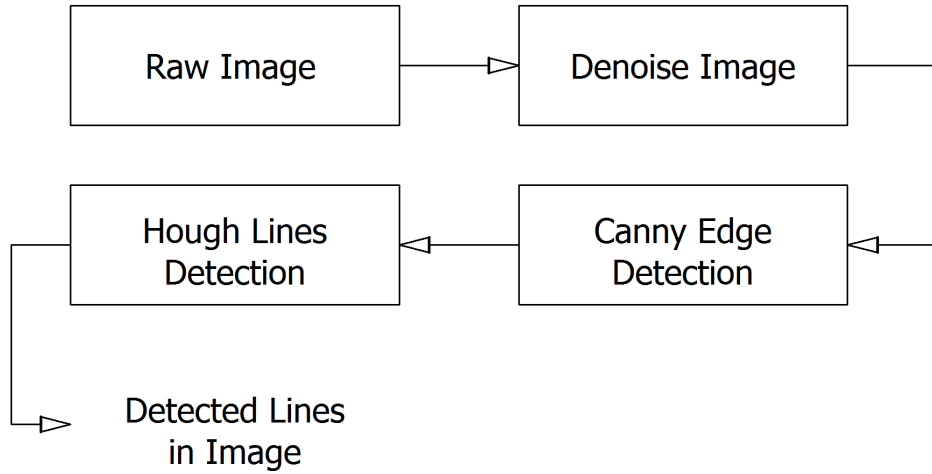 Raw Image
Denoise Image
Canny Edge
Detection
Hough Lines
Detection
Detected Lines
in Image